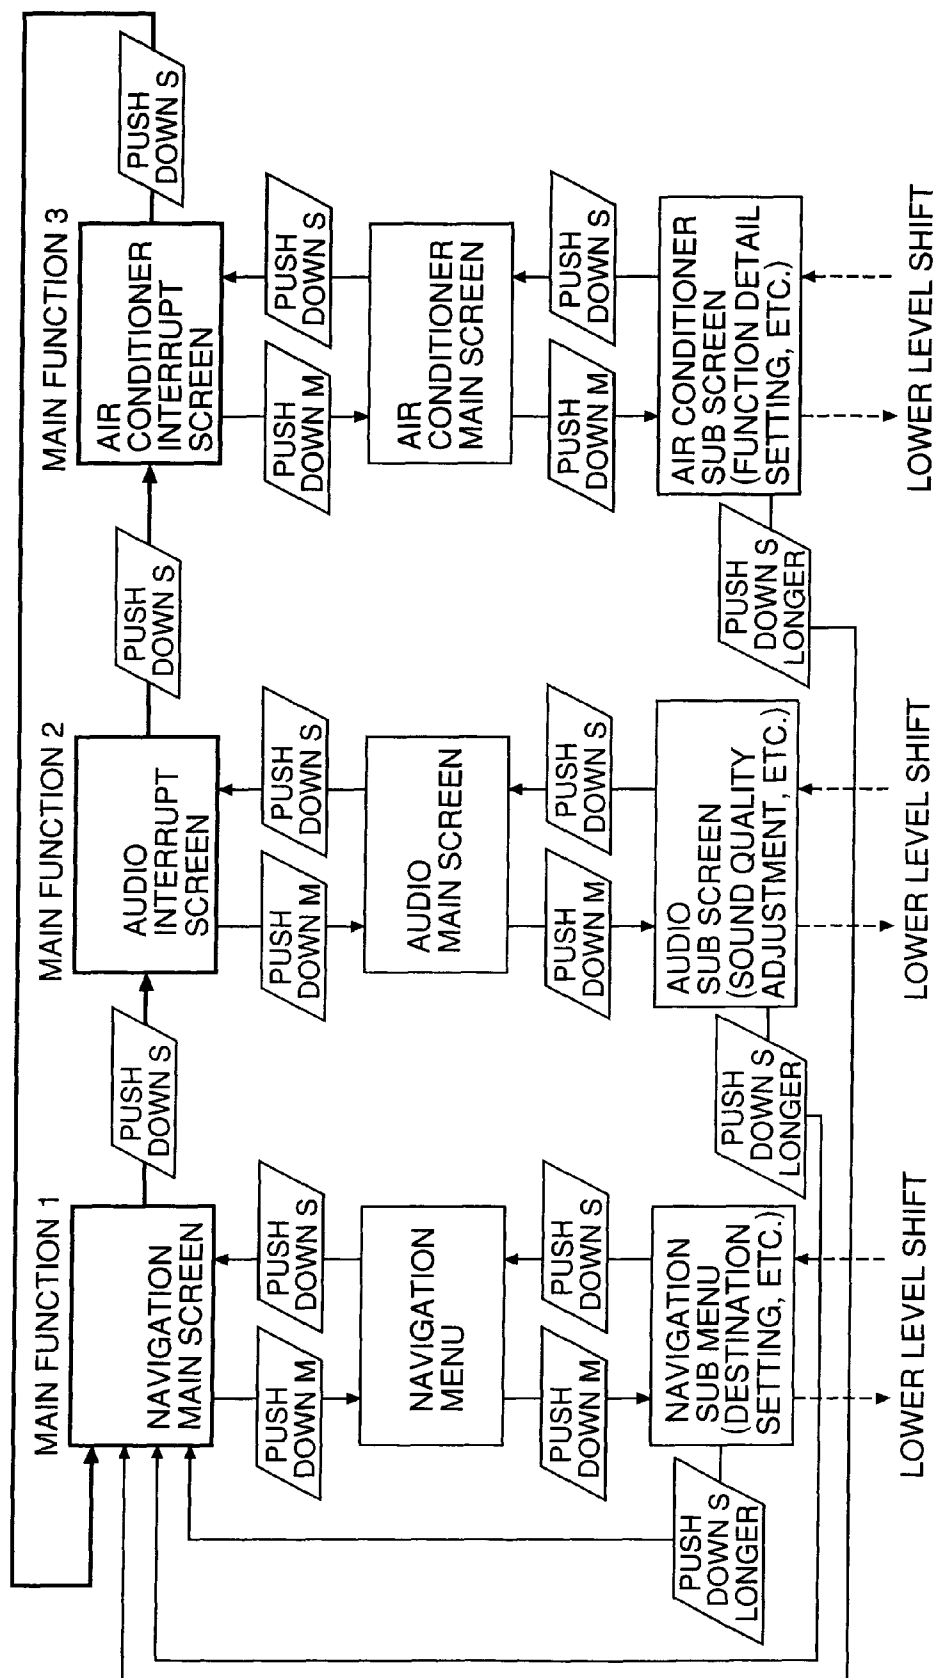 MAIN FUNCTION 1
NAVIGATION
MAIN SCREEN
PUSH
DOWN S
MAIN FUNCTION 2
AUDIO
INTERRUPT
SCREEN
PUSH
DOWN S
MAIN FUNCTION 3
AIR
CONDITIONER
INTERRUPT
SCREEN
PUSH
DOWN S
PUSH
DOWN M
PUSH
DOWN S
PUSH
DOWN M
PUSH
DOWN S
PUSH
DOWN M
PUSH
DOWN S
NAVIGATION
MENU
AUDIO
MAIN SCREEN
AIR
CONDITIONER
MAIN SCREEN
PUSH
DOWN M
PUSH
DOWN S
PUSH
DOWN M
PUSH
DOWN S
PUSH
DOWN M
PUSH
DOWN S
PUSH
DOWN S
LONGER
NAVIGATION
SUB MENU
(DESTINATION
SETTING, ETC.)
PUSH
DOWN S
LONGER
AUDIO
SUB SCREEN
(SOUND QUALITY
ADJUSTMENT, ETC.)
PUSH
DOWN S
LONGER
AIR CONDITIONER
SUB SCREEN
(FUNCTION DETAIL
SETTING, ETC.)
LOWER LEVEL SHIFT
LOWER LEVEL SHIFT
LOWER LEVEL SHIFT